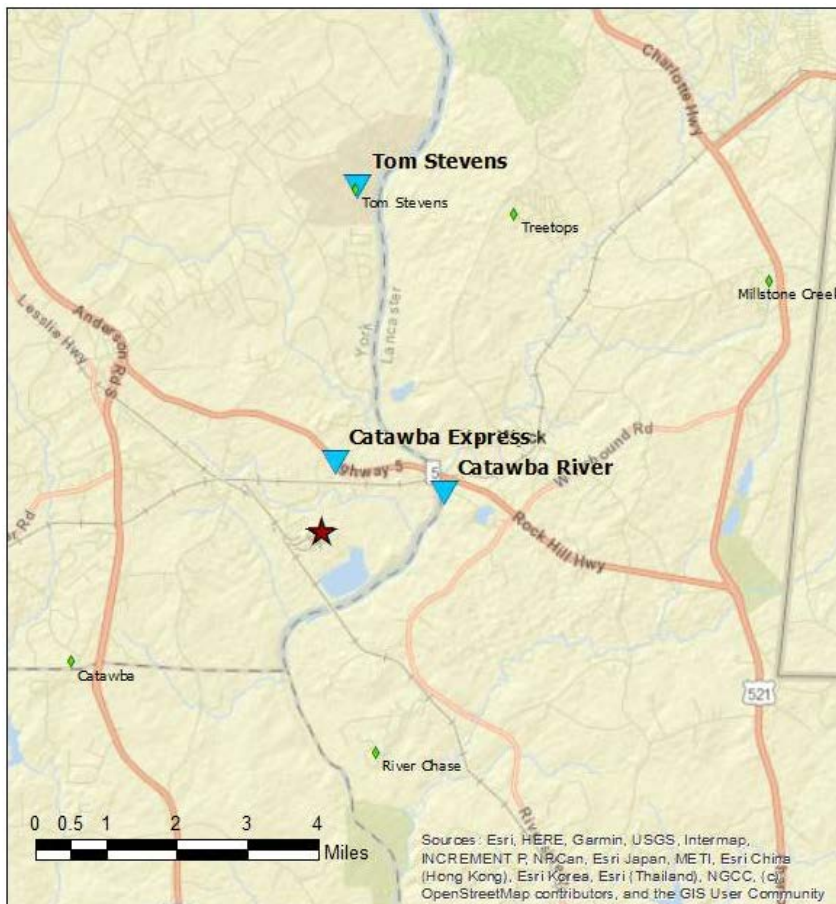 Charlotte Hwy
Tom Stevens
Tom Stevens
Treetops
Millstone Creek
Lesslie Hwy
Anderson Rd S
York
Lancaster
Catawba Express
Highway 5
5
Catawba River
Rock Hill Hwy
Catawba
521
River Chase
0 0.5 1 2 3 4
Miles
Sources: Esri, HERE, Garmin, USGS, Intermap,
INCREMENT P, NRCan, Esri Japan, METI, Esri China
(Hong Kong), Esri Korea, Esri (Thailand), NGCC, (c)
OpenStreetMap contributors, and the GIS User Community